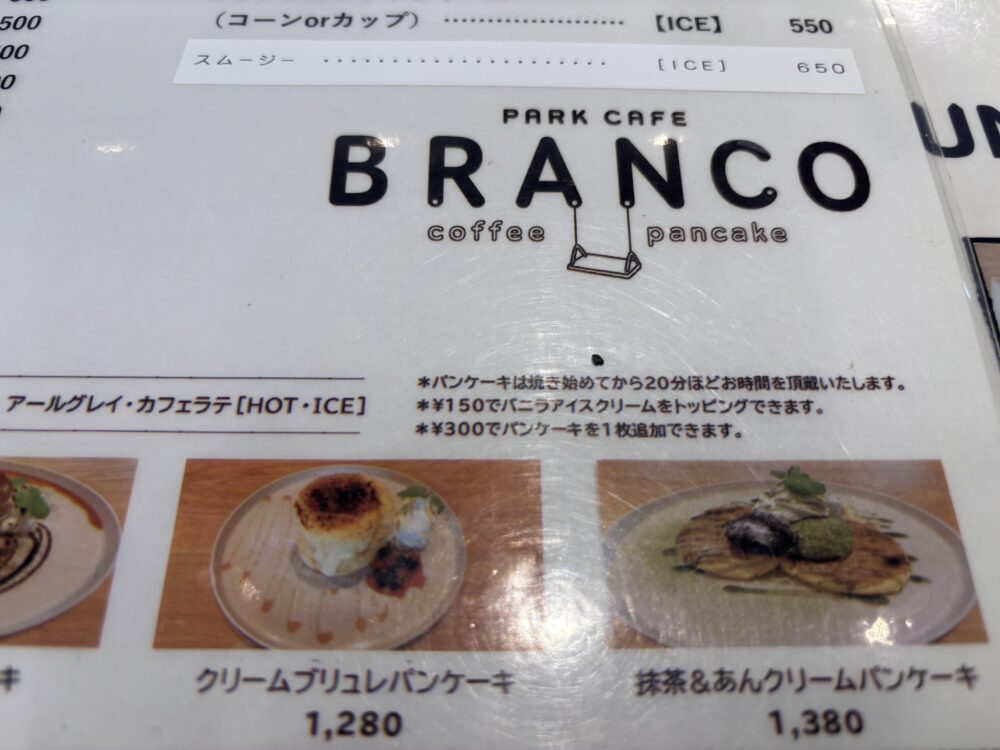 500
00
(コーンorカップ) ………………… 【ICE】 550
スムージー ………………… [ICE] 650
PARK CAFE
BRANCO
coffee pancake
UN
アールグレイ・カフェラテ[HOT・ICE]
*パンケーキは焼き始めてから20分ほどお時間を頂戴いたします。
*¥150でバニラアイスクリームをトッピングできます。
*¥300でパンケーキを1枚追加できます。
キ
クリームブリュレパンケーキ
1,280
抹茶&あんクリームパンケーキ
1,380